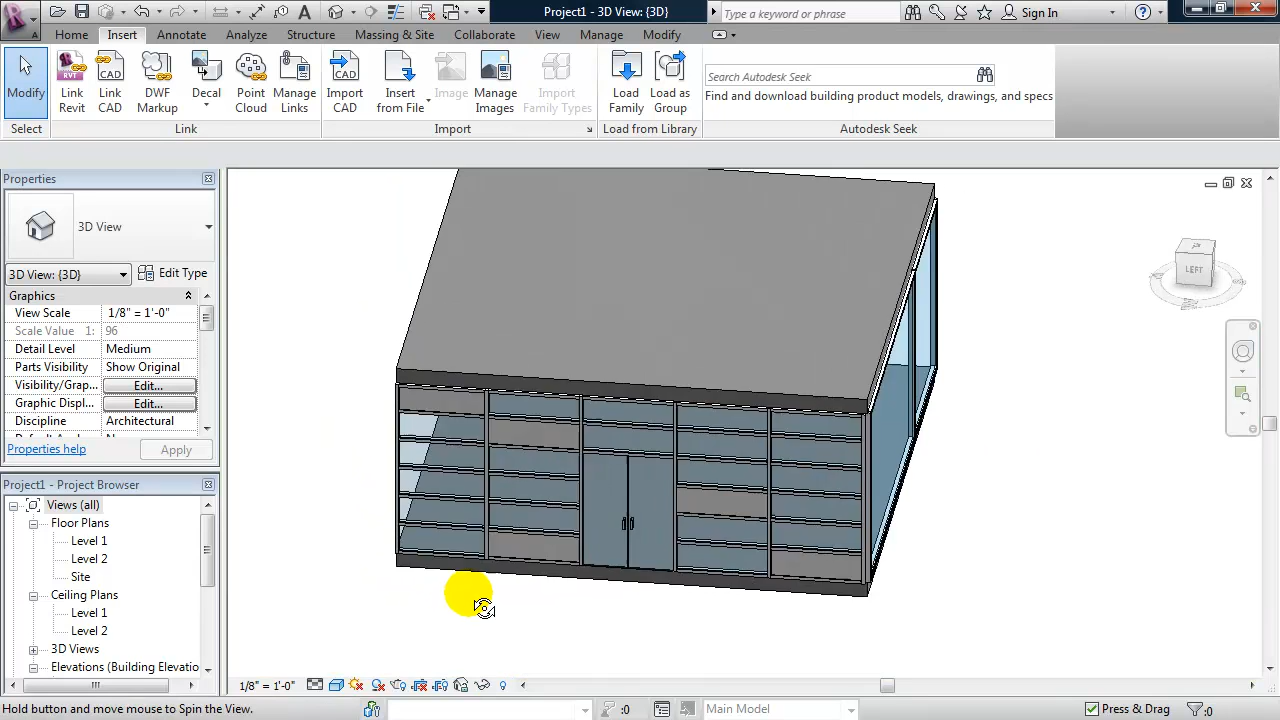 Project1 - 3D View: {3D}
Type a keyword or phrase
Sign In
Home Insert Annotate Analyze Structure Massing & Site Collaborate View Manage Modify
Modify
Link Revit
Link CAD
DWF Markup
Decal
Point Cloud
Manage Links
Import CAD
Insert from File
Image
Manage Images
Import Family Types
Load Family
Load as Group
Search Autodesk Seek
Find and download building product models, drawings, and specs
Select Link Import Load from Library Autodesk Seek
Properties
3D View
3D View: {3D} Edit Type
Graphics
View Scale 1/8" = 1'-0"
Scale Value 1: 96
Detail Level Medium
Parts Visibility Show Original
Visibility/Grap... Edit...
Graphic Displ... Edit...
Discipline Architectural
Properties help Apply
Project1 - Project Browser
Views (all)
Floor Plans
Level 1
Level 2
Site
Ceiling Plans
Level 1
Level 2
3D Views
Elevations (Building Elevatio
LEFT
1/8" = 1'-0"
Hold button and move mouse to Spin the View.
:0
Main Model
Press & Drag
:0